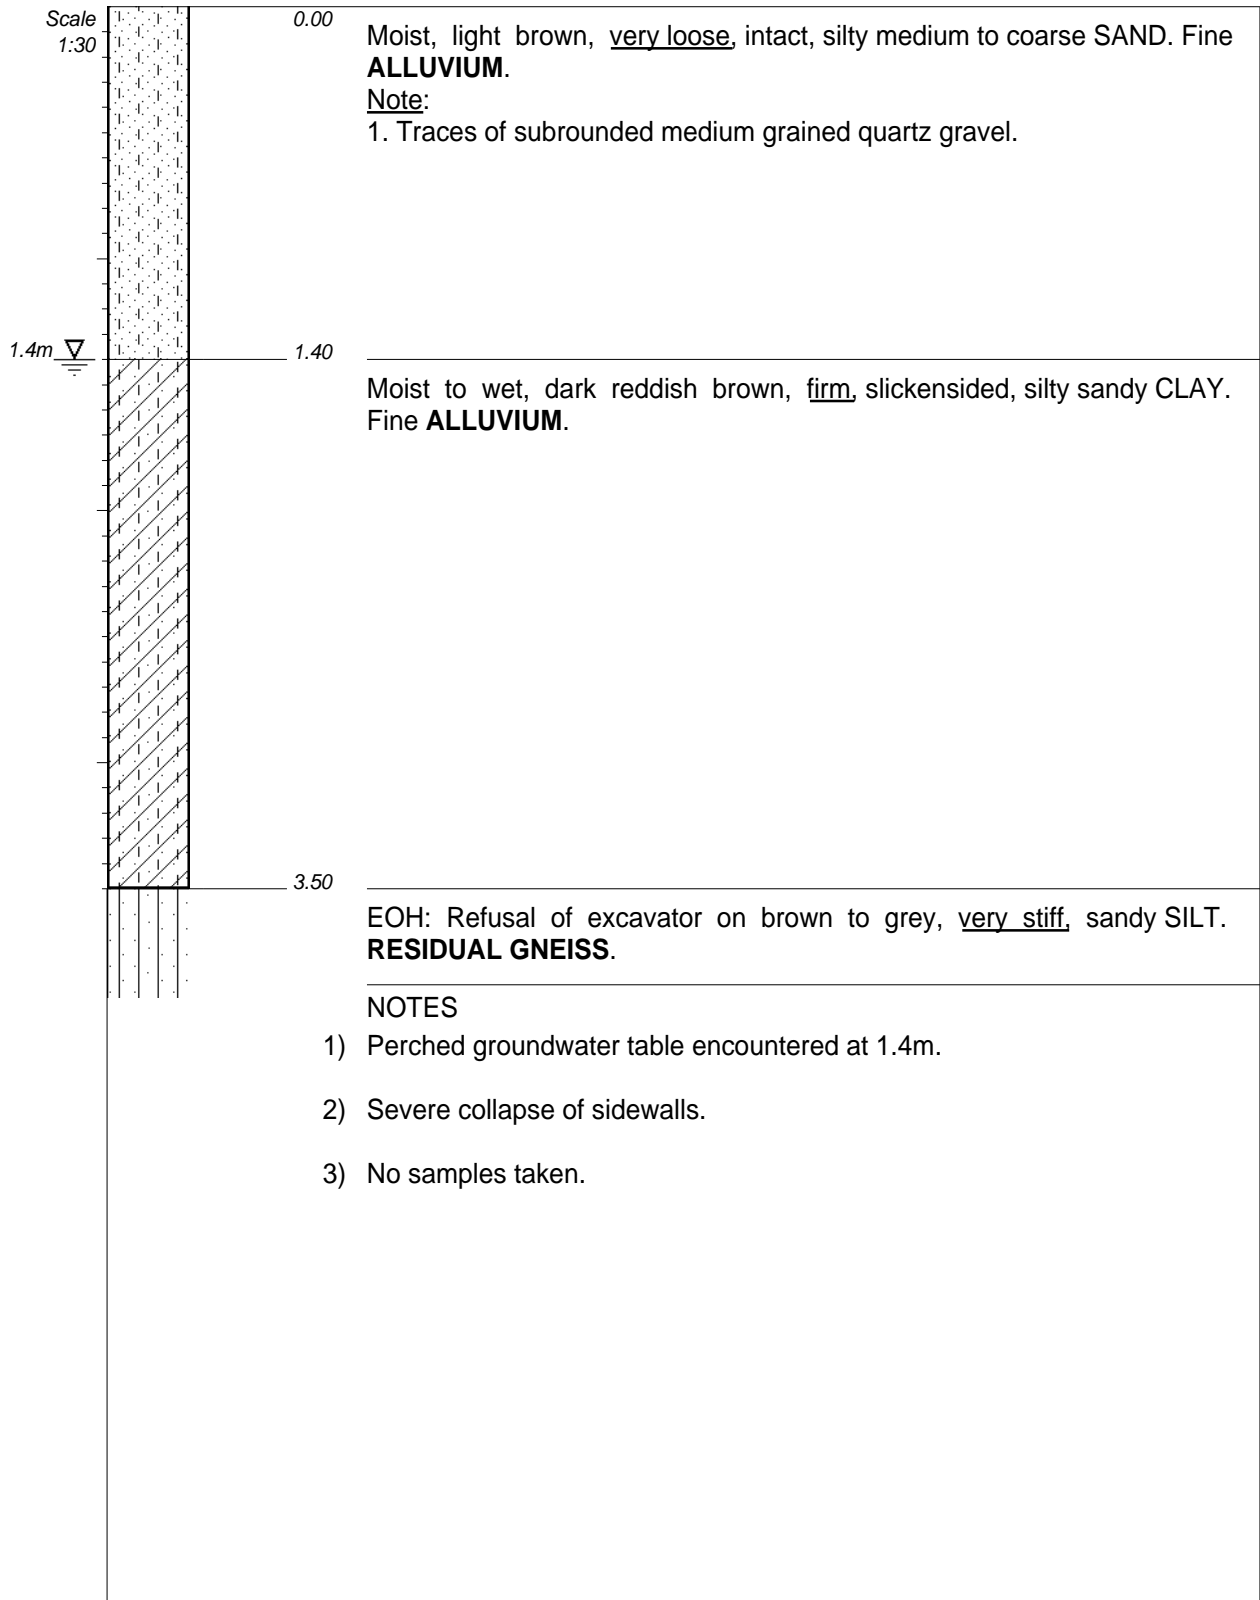 Scale
1:30
0.00
Moist, light brown, very loose, intact, silty medium to coarse SAND. Fine
ALLUVIUM.
Note:
1. Traces of subrounded medium grained quartz gravel.
1.4m
1.40
Moist to wet, dark reddish brown, firm, slickensided, silty sandy CLAY.
Fine ALLUVIUM.
3.50
EOH: Refusal of excavator on brown to grey, very stiff, sandy SILT.
RESIDUAL GNEISS.
NOTES
1) Perched groundwater table encountered at 1.4m.
2) Severe collapse of sidewalls.
3) No samples taken.